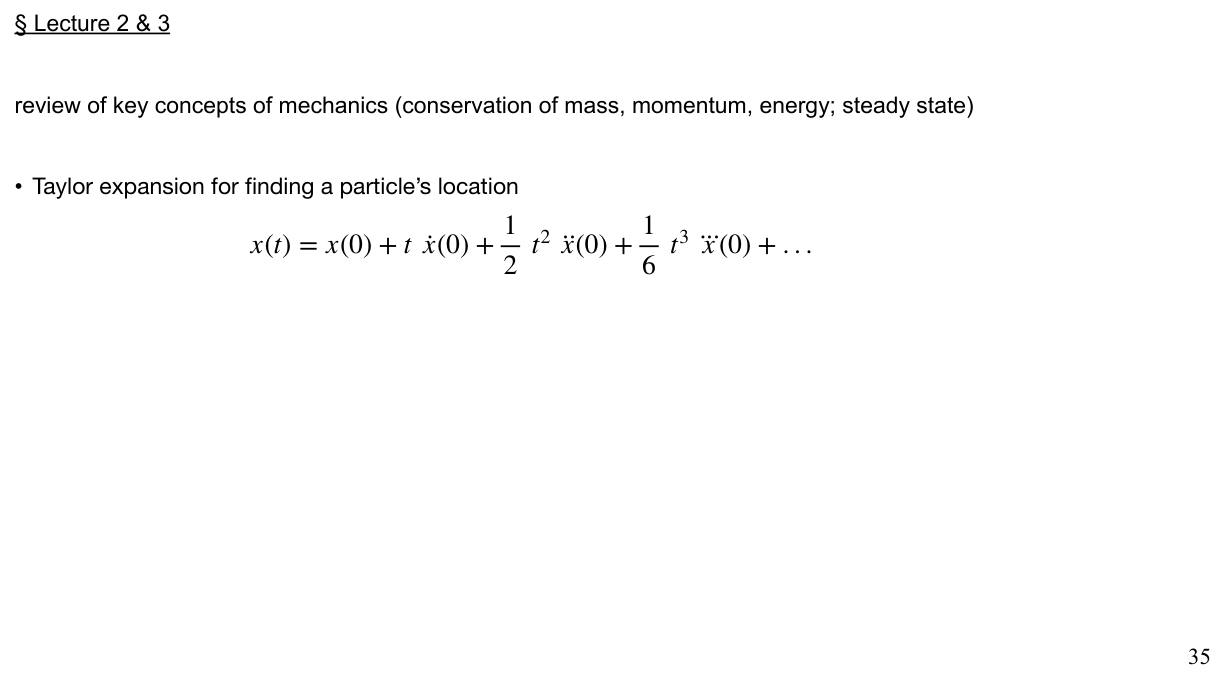 § Lecture 2 & 3
review of key concepts of mechanics (conservation of mass, momentum, energy; steady state)
• Taylor expansion for finding a particle’s location
x(t) = x(0) + t ẋ(0) + 1/2 t² ẍ(0) + 1/6 t³ x⃛(0) + . . .
35